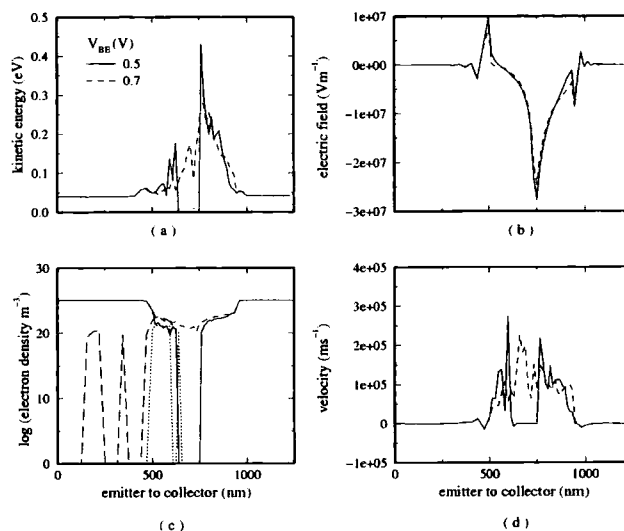 0.5
0.4
0.3
0.2
0.1
0.0
kinetic energy (eV)
V_BE(V)
0.5
0.7
( a )
1e+07
0e+00
-1e+07
-2e+07
-3e+07
electric field (Vm⁻¹)
( b )
30
20
10
0
log (electron density m⁻³)
0
500
1000
emitter to collector (nm)
( c )
4e+05
3e+05
2e+05
1e+05
0e+00
-1e+05
velocity (ms⁻¹)
0
500
1000
emitter to collector (nm)
( d )